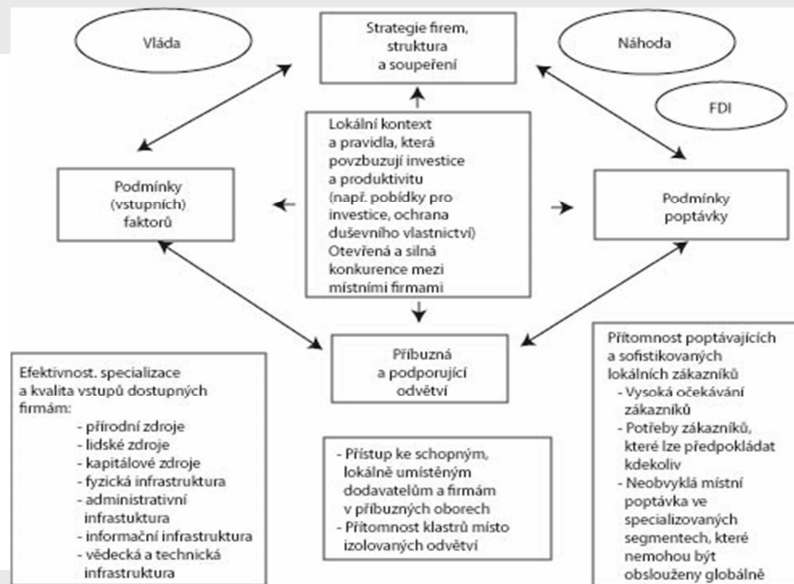 Vláda
Strategie firem,
struktura
a soupeření
Náhoda
FDI
Lokální kontext
a pravidla, která
povzbuzují investice
a produktivitu
(např. pobídky pro
investice, ochrana
duševního vlastnictví)
Otevřená a silná
konkurence mezi
místními firmami
Podmínky
(vstupních)
faktorů
Podmínky
poptávky
Příbuzná
a podporující
odvětví
Efektivnost. specializace
a kvalita vstupů dostupných
firmám:
- přírodní zdroje
- lidské zdroje
- kapitálové zdroje
- fyzická infrastruktura
- administrativní
infrastuktura
- informační infrastruktura
- vědecká a technická
infrastruktura
- Přístup ke schopným,
lokálně umístěným
dodavatelům a firmám
v příbuzných oborech
- Přítomnost klastrů místo
izolovaných odvětví
Přítomnost poptávajících
a sofistikovaných
lokálních zákazníků
- Vysoká očekávání
zákazníků
- Potřeby zákazníků,
které lze předpokládat
kdekoliv
- Neobvyklá místní
poptávka ve
specializovaných
segmentech, které
nemohou být
obslouženy globálně